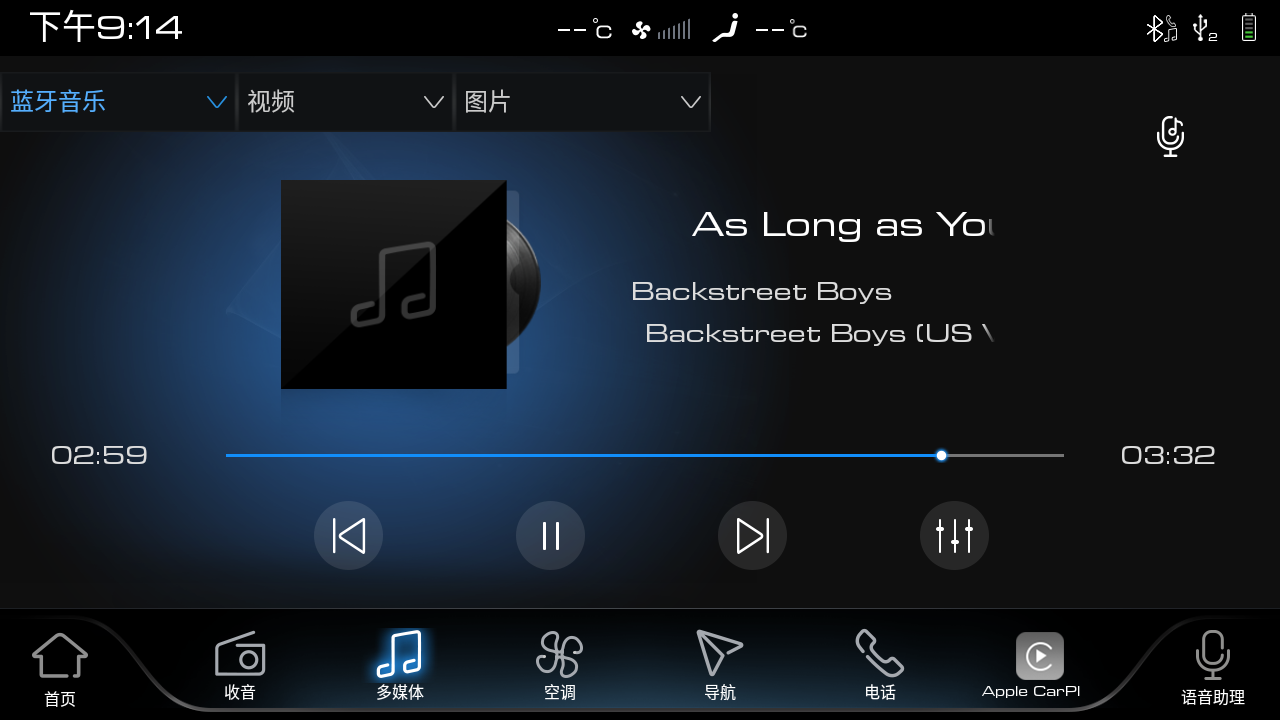 下午9:14
--°C
--°C
2
蓝牙音乐
视频
图片
As Long as You
Backstreet Boys
Backstreet Boys (US
02:59
03:32
首页
收音
多媒体
空调
导航
电话
Apple CarPl
语音助理